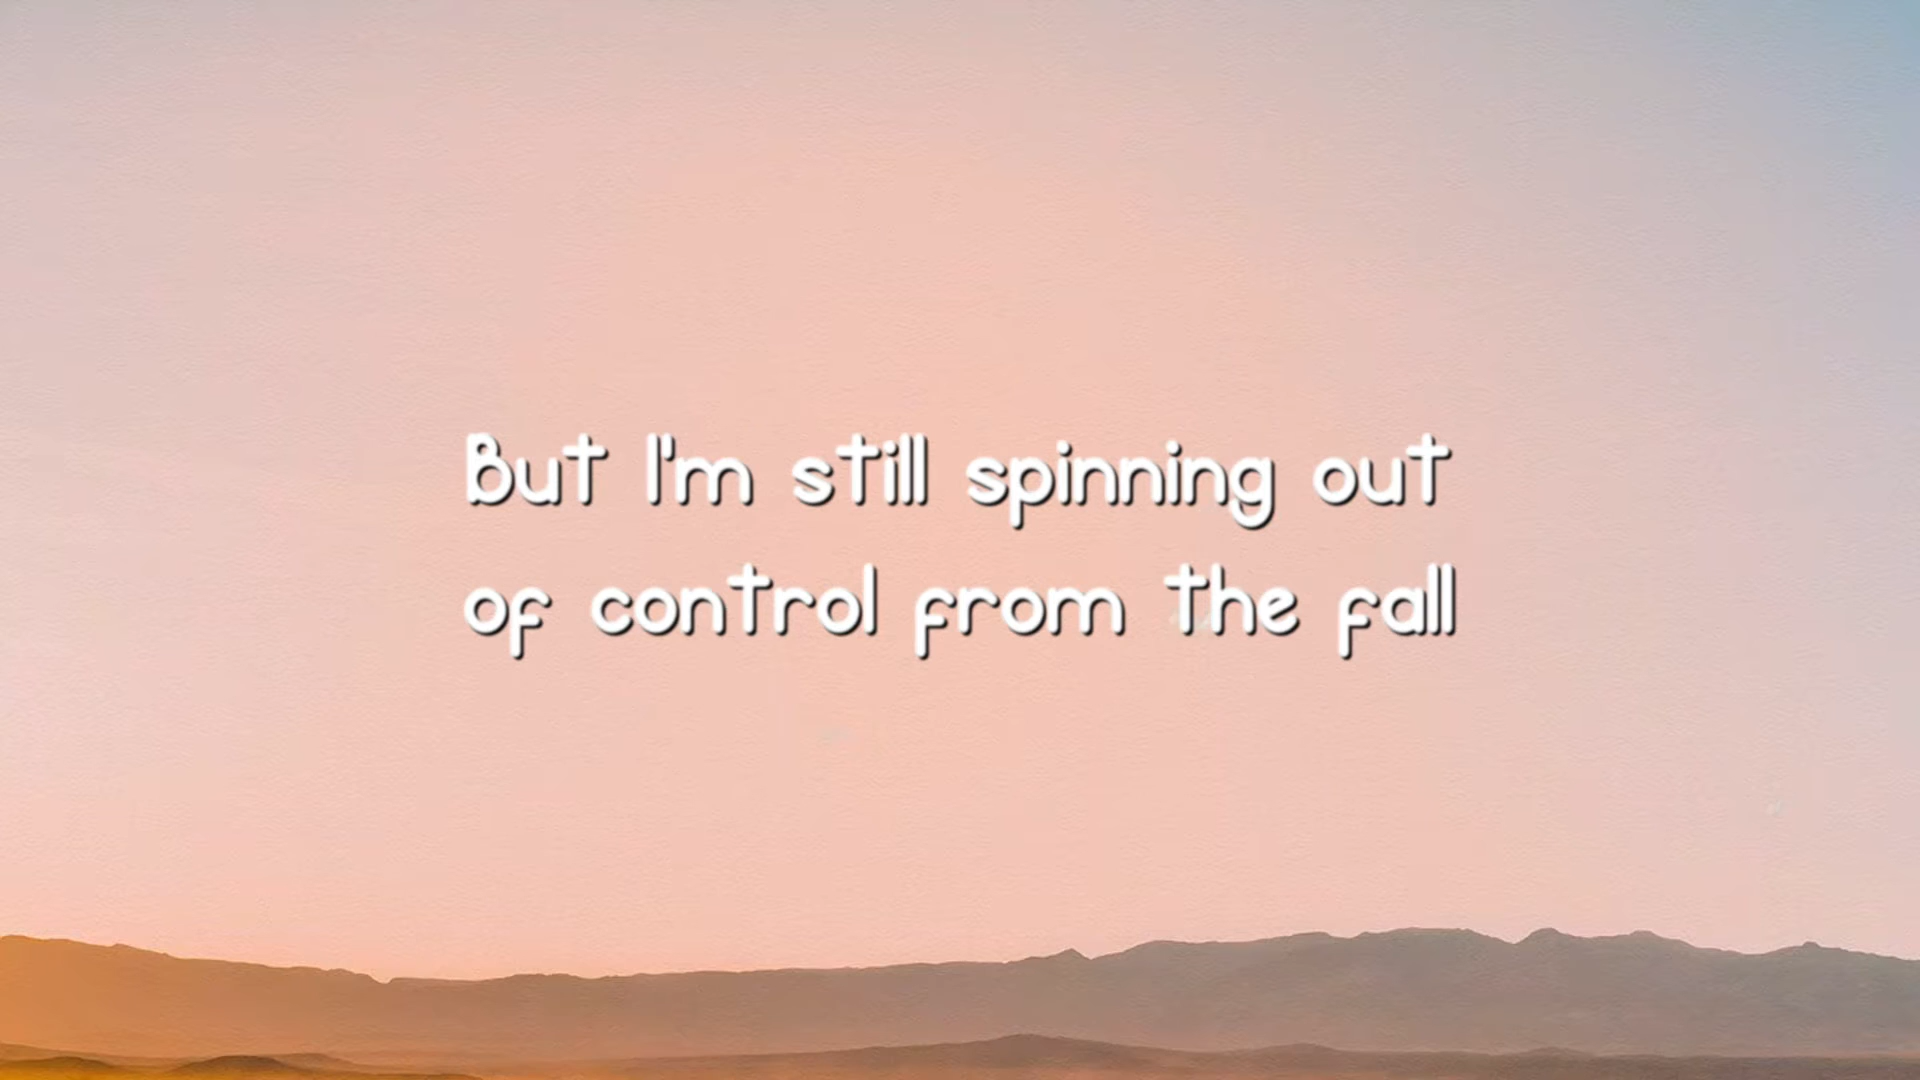 But I'm still spinning out
of control from the fall